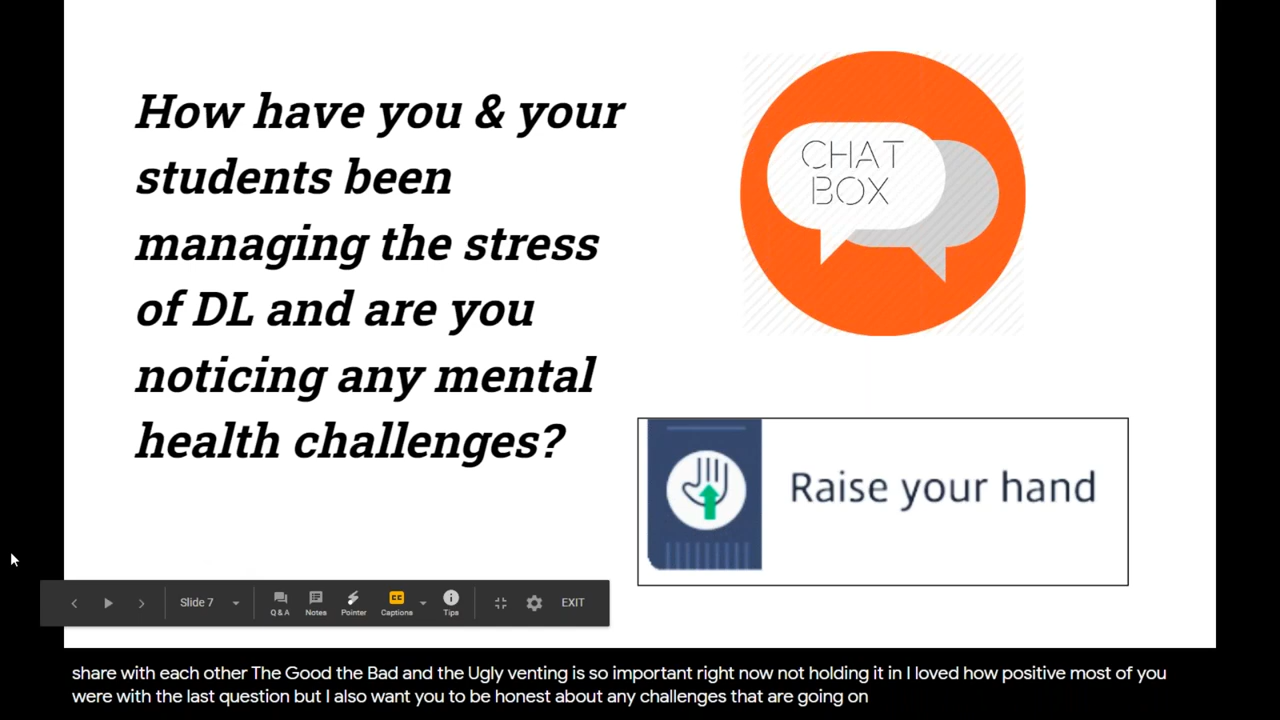 How have you & your
students been
managing the stress
of DL and are you
noticing any mental
health challenges?
CHAT
BOX
Raise your hand
Slide 7
Q & A
Notes
Pointer
CC
Captions
Tips
EXIT
share with each other The Good the Bad and the Ugly venting is so important right now not holding it in I loved how positive most of you
were with the last question but I also want you to be honest about any challenges that are going on